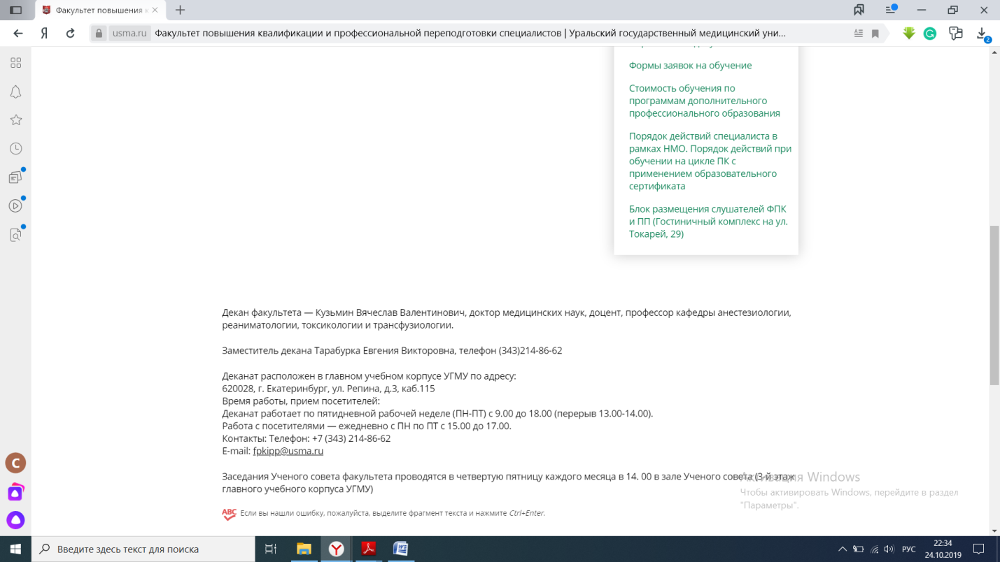 Факультет повышения к
usma.ru Факультет повышения квалификации и профессиональной переподготовки специалистов | Уральский государственный медицинский уни...
2
Формы заявок на обучение
Стоимость обучения по
программам дополнительного
профессионального образования
Порядок действий специалиста в
рамках НМО. Порядок действий при
обучении на цикле ПК с
применением образовательного
сертификата
Блок размещения слушателей ФПК
и ПП (Гостиничный комплекс на ул.
Токарей, 29)
Декан факультета — Кузьмин Вячеслав Валентинович, доктор медицинских наук, доцент, профессор кафедры анестезиологии,
реаниматологии, токсикологии и трансфузиологии.
Заместитель декана Тарабурка Евгения Викторовна, телефон (343)214-86-62
Деканат расположен в главном учебном корпусе УГМУ по адресу:
620028, г. Екатеринбург, ул. Репина, д.3, каб.115
Время работы, прием посетителей:
Деканат работает по пятидневной рабочей неделе (ПН-ПТ) с 9.00 до 18.00 (перерыв 13.00-14.00).
Работа с посетителями — ежедневно с ПН по ПТ с 15.00 до 17.00.
Контакты: Телефон: +7 (343) 214-86-62
E-mail: fpkipp@usma.ru
Заседания Ученого совета факультета проводятся в четвертую пятницу каждого месяца в 14. 00 в зале Ученого совета (3-й этаж
главного учебного корпуса УГМУ)
Активация Windows
Чтобы активировать Windows, перейдите в раздел
"Параметры".
ABC Если вы нашли ошибку, пожалуйста, выделите фрагмент текста и нажмите Ctrl+Enter.
С
Введите здесь текст для поиска
РУС
22:34
24.10.2019